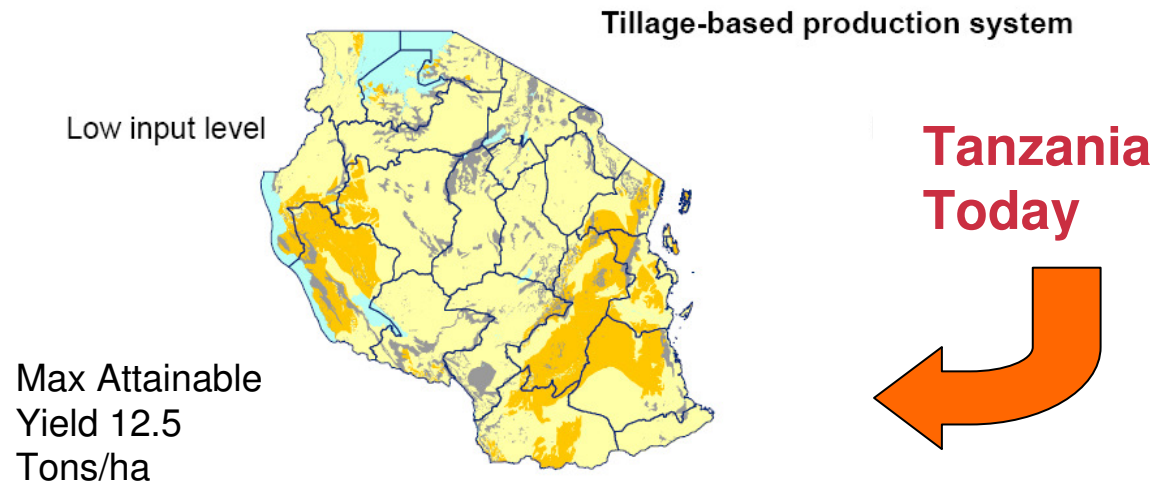 Tillage-based production system
Low input level
Tanzania
Today
Max Attainable
Yield 12.5
Tons/ha